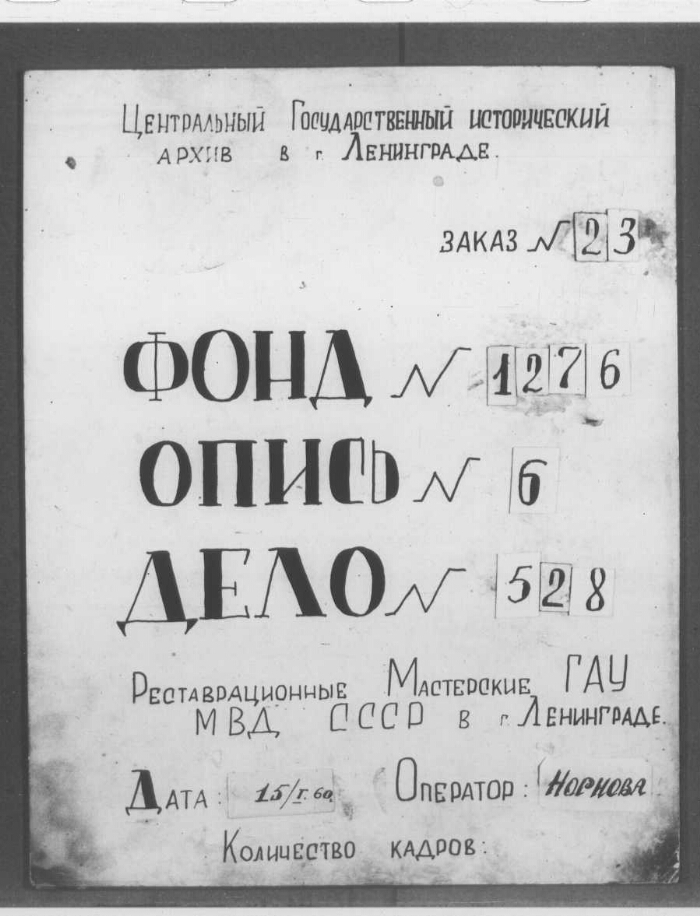 Центральный Государственный исторический
архив в г. Ленинграде.
заказ № 23
ФОНД № 1276
ОПИСЬ № 6
ДЕЛО № 528
Реставрационные Мастерские ГАУ
МВД СССР в г. Ленинграде.
Дата: 15/I.60. Оператор: Норкова
Количество кадров: